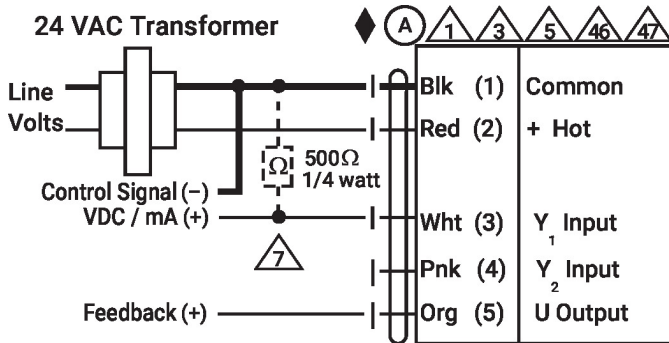 24 VAC Transformer
A 1 3 5 46 47
Line
Volts
Blk (1) Common
Red (2) + Hot
Ω 500Ω
1/4 watt
Control Signal (−)
VDC / mA (+)
Wht (3) Y1 Input
7
Pnk (4) Y2 Input
Feedback (+)
Org (5) U Output